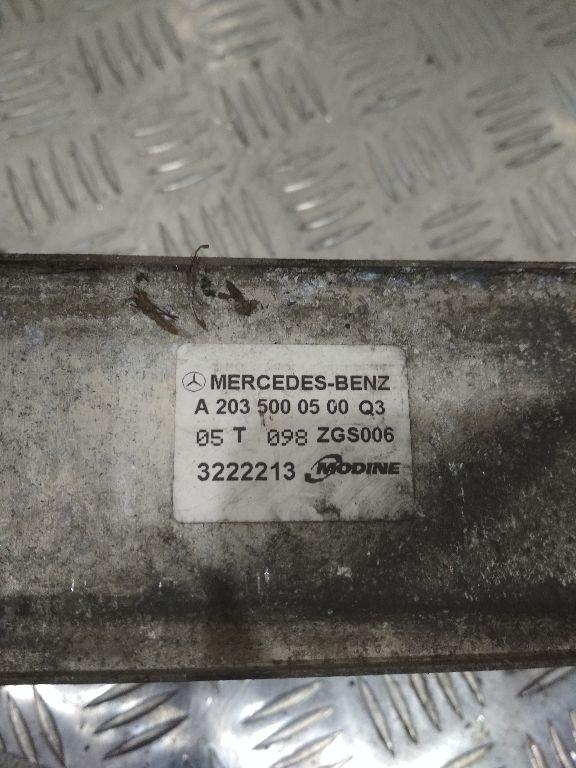 MERCEDES-BENZ
A 203 500 05 00 Q3
05 T 098 ZGS006
3222213 MODINE